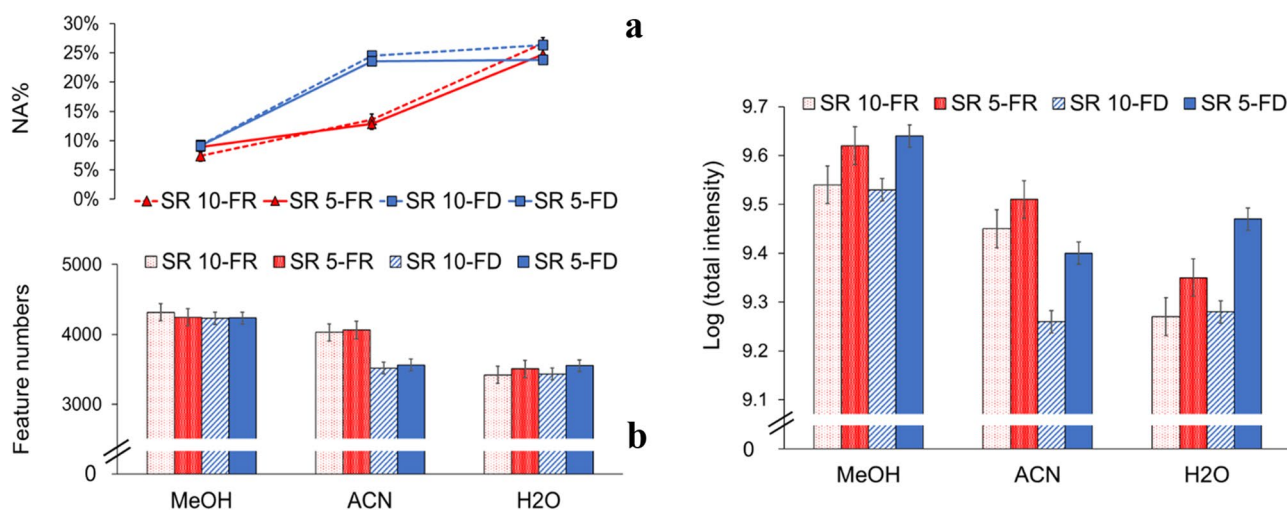 30%
25%
20%
15%
10%
5%
0%
NA%
a
SR 10-FR SR 5-FR SR 10-FD SR 5-FD
5000
4000
3000
0
Feature numbers
SR 10-FR SR 5-FR SR 10-FD SR 5-FD
b
MeOH ACN H2O
9.7
9.6
9.5
9.4
9.3
9.2
9.1
0
Log (total intensity)
SR 10-FR SR 5-FR SR 10-FD SR 5-FD
MeOH ACN H2O